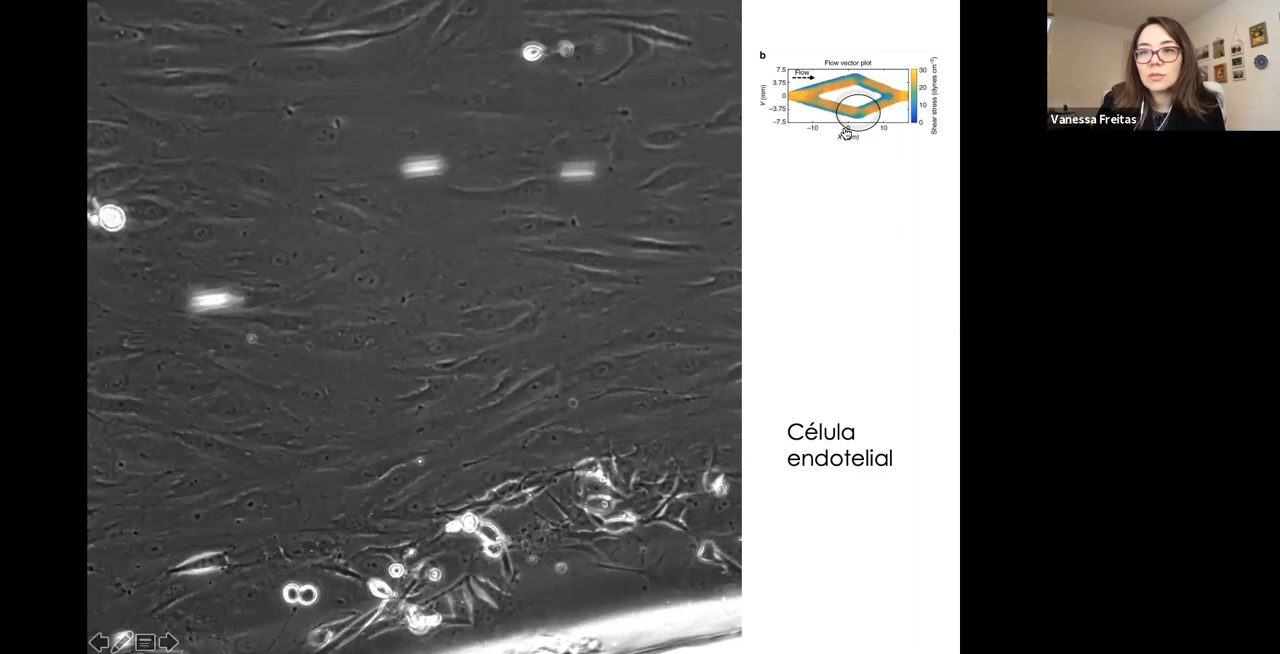 b
Flow vector plot
Flow
7.5
3.75
0
−3.75
−7.5
Y (mm)
−10
10
30
20
10
0
Shear stress (dynes cm⁻²)
Célula
endotelial
Vanessa Freitas